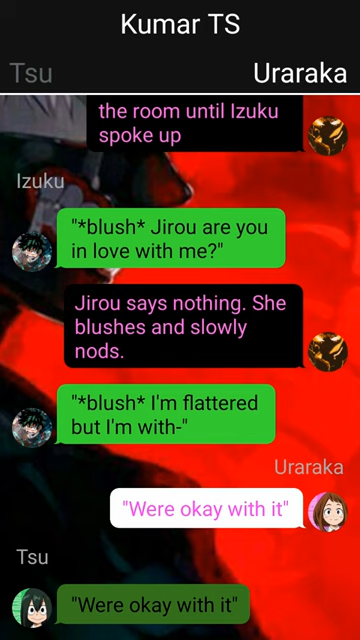 Kumar TS
Tsu
Uraraka
the room until Izuku
spoke up
Izuku
"*blush* Jirou are you
in love with me?"
Jirou says nothing. She
blushes and slowly
nods.
"*blush* I'm flattered
but I'm with-"
Uraraka
"Were okay with it"
Tsu
"Were okay with it"